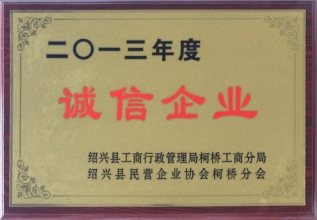 二〇一三年度
诚信企业
绍兴县工商行政管理局柯桥工商分局
绍兴县民营企业协会柯桥分会